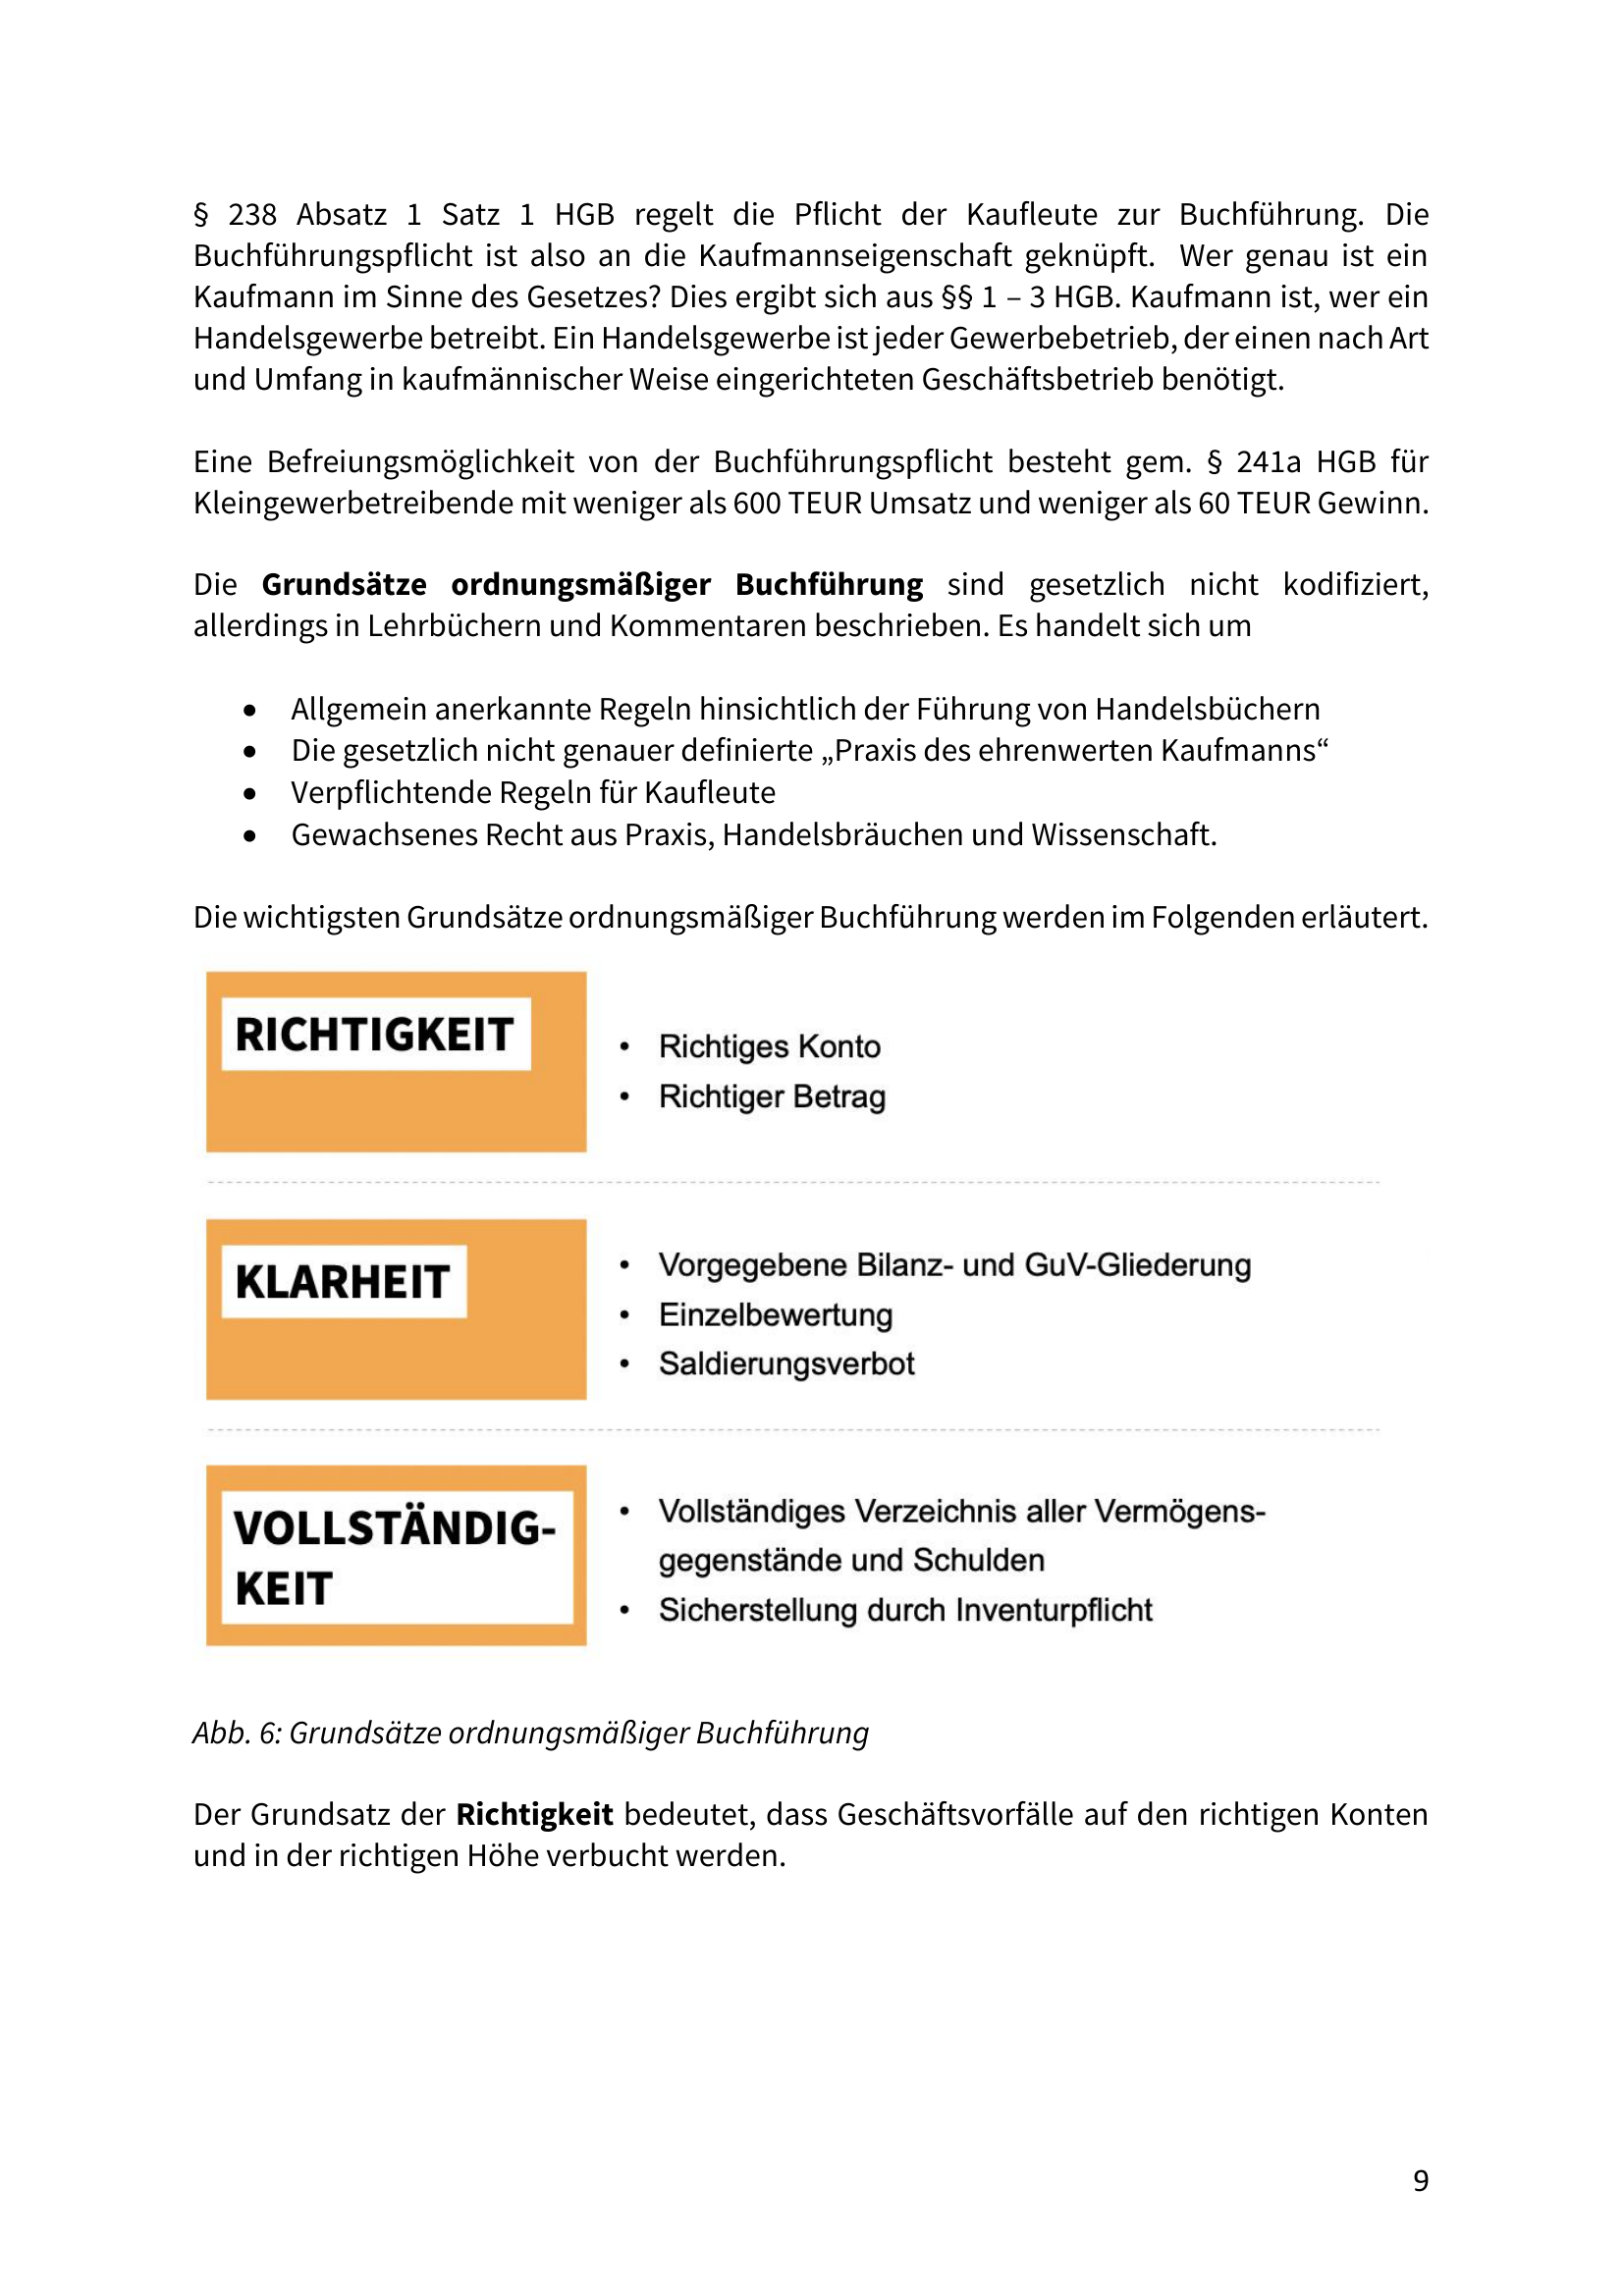 § 238 Absatz 1 Satz 1 HGB regelt die Pflicht der Kaufleute zur Buchführung. Die
Buchführungspflicht ist also an die Kaufmannseigenschaft geknüpft. Wer genau ist ein
Kaufmann im Sinne des Gesetzes? Dies ergibt sich aus §§ 1 – 3 HGB. Kaufmann ist, wer ein
Handelsgewerbe betreibt. Ein Handelsgewerbe ist jeder Gewerbebetrieb, der einen nach Art
und Umfang in kaufmännischer Weise eingerichteten Geschäftsbetrieb benötigt.
Eine Befreiungsmöglichkeit von der Buchführungspflicht besteht gem. § 241a HGB für
Kleingewerbetreibende mit weniger als 600 TEUR Umsatz und weniger als 60 TEUR Gewinn.
Die Grundsätze ordnungsmäßiger Buchführung sind gesetzlich nicht kodifiziert,
allerdings in Lehrbüchern und Kommentaren beschrieben. Es handelt sich um
• Allgemein anerkannte Regeln hinsichtlich der Führung von Handelsbüchern
• Die gesetzlich nicht genauer definierte „Praxis des ehrenwerten Kaufmanns“
• Verpflichtende Regeln für Kaufleute
• Gewachsenes Recht aus Praxis, Handelsbräuchen und Wissenschaft.
Die wichtigsten Grundsätze ordnungsmäßiger Buchführung werden im Folgenden erläutert.
RICHTIGKEIT
• Richtiges Konto
• Richtiger Betrag
KLARHEIT
• Vorgegebene Bilanz- und GuV-Gliederung
• Einzelbewertung
• Saldierungsverbot
VOLLSTÄNDIG-
KEIT
• Vollständiges Verzeichnis aller Vermögens-
gegenstände und Schulden
• Sicherstellung durch Inventurpflicht
Abb. 6: Grundsätze ordnungsmäßiger Buchführung
Der Grundsatz der Richtigkeit bedeutet, dass Geschäftsvorfälle auf den richtigen Konten
und in der richtigen Höhe verbucht werden.
9